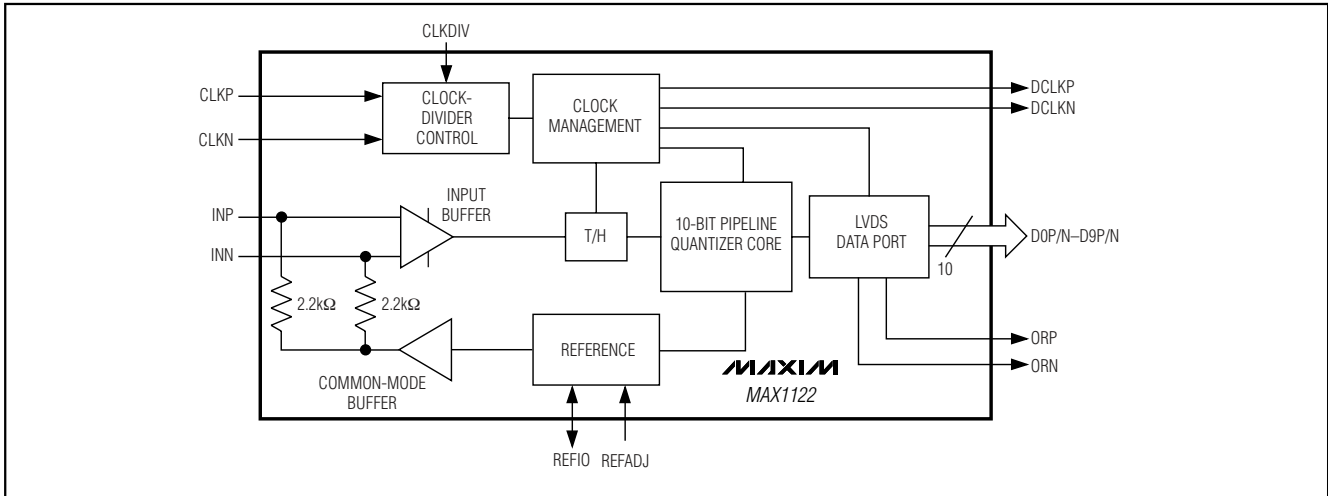 CLKDIV
CLKP
CLKN
CLOCK-
DIVIDER
CONTROL
CLOCK
MANAGEMENT
DCLKP
DCLKN
INP
INN
INPUT
BUFFER
T/H
10-BIT PIPELINE
QUANTIZER CORE
LVDS
DATA PORT
10
D0P/N–D9P/N
2.2kΩ
2.2kΩ
COMMON-MODE
BUFFER
REFERENCE
MAXIM
MAX1122
ORP
ORN
REFIO
REFADJ